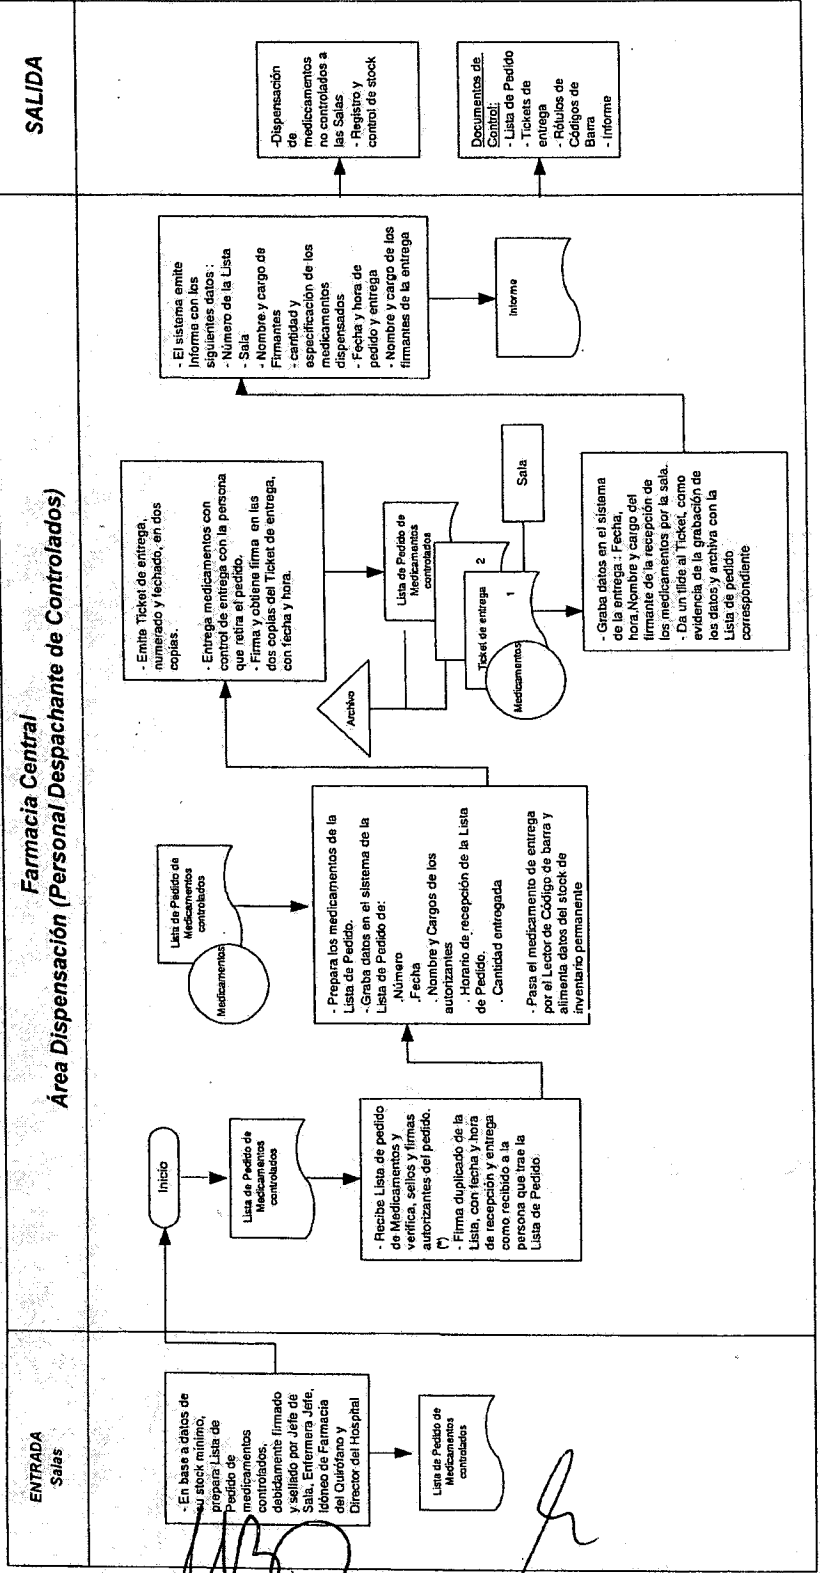 Farmacia Central
Área Dispensación (Personal Despachante de Controlados)
ENTRADA
Salas
SALIDA
- En base a datos de
su stock mínimo,
prepara Lista de
Pedido de
medicamentos
controlados,
debidamente firmado
y sellado por Jefe de
Sala, Enfermera Jefe,
Idóneo de Farmacia
del Quirófano y
Director del Hospital
Lista de Pedido de
Medicamentos
controlados
Inicio
Lista de Pedido de
Medicamentos
controlados
- Recibe Lista de pedido
de Medicamentos y
verifica, sellos y firmas
autorizantes del pedido.
(*)
- Firma duplicado de la
Lista, con fecha y hora
de recepción y entrega
como recibido a la
persona que trae la
Lista de Pedido
Lista de Pedido de
Medicamentos
controlados
Medicamentos
- Prepara los medicamentos de la
Lista de Pedido.
-.Graba datos en el sistema de la
Lista de Pedido de:
.Número
.Fecha
. Nombre y Cargos de los
autorizantes
. Horario de recepción de la Lista
de Pedido.
. Cantidad entrogada
- Pasa el medicamento de entrega
por el Lector de Código de barra y
alimenta datos del stock de
inventario permanente
- Emite Ticket de entrega,
numerado y fechado, en dos
copias.
- Entrega medicamentos con
control de entrega con la persona
que retira el pedido.
- Firma y obtiene firma en las
dos copias del Ticket de entrega,
con fecha y hora.
Archivo
Lista de Pedido de
Medicamentos
controlados
2
Ticket de entrega
1
Medicamentos
Sala
- Graba datos en el sistema
de la entrega : Fecha,
hora,Nombre y cargo del
firmante de la recepción de
los medicamentos por la sala.
- Da un tilde al Ticket, como
evidencia de la grabación de
los datos y archiva con la
Lista de pedido
correspondiente
- El sistema emite
Informe con los
siguientes datos :
- Número de la Lista
- Sala
- Nombre y cargo de
Firmantes
- cantidad y
especificación de los
medicamentos
dispensados
- Fecha y hora de
pedido y entrega
- Nombre y cargo de los
firmantes de la entrega
Informe
-Dispensación
de
mediccamentos
no controlados a
las Salas
- Registro y
control de stock
Documentos de
Control:
- Lista de Pedido
- Tickets de
entrega
- Rótulos de
Códigos de
Barra
- Informe